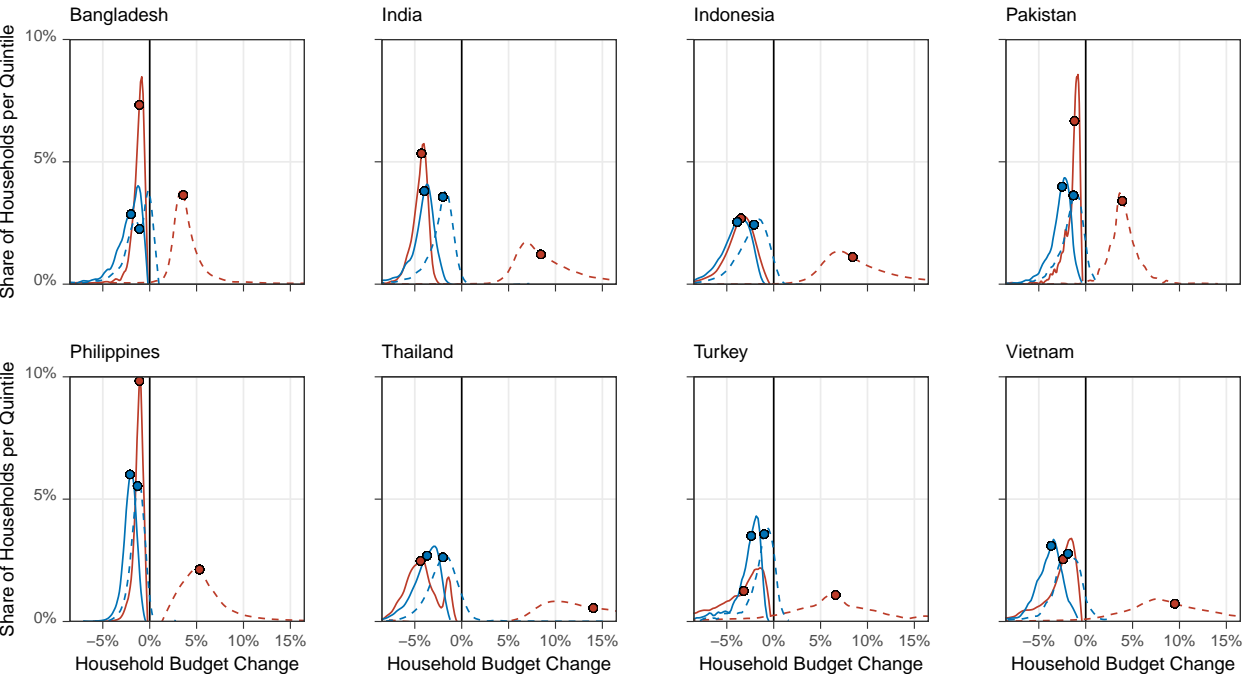 Bangladesh India Indonesia Pakistan
Share of Households per Quintile
10%
5%
0%
Philippines Thailand Turkey Vietnam
Share of Households per Quintile
10%
5%
0%
−5% 0% 5% 10% 15% −5% 0% 5% 10% 15% −5% 0% 5% 10% 15% −5% 0% 5% 10% 15%
Household Budget Change Household Budget Change Household Budget Change Household Budget Change